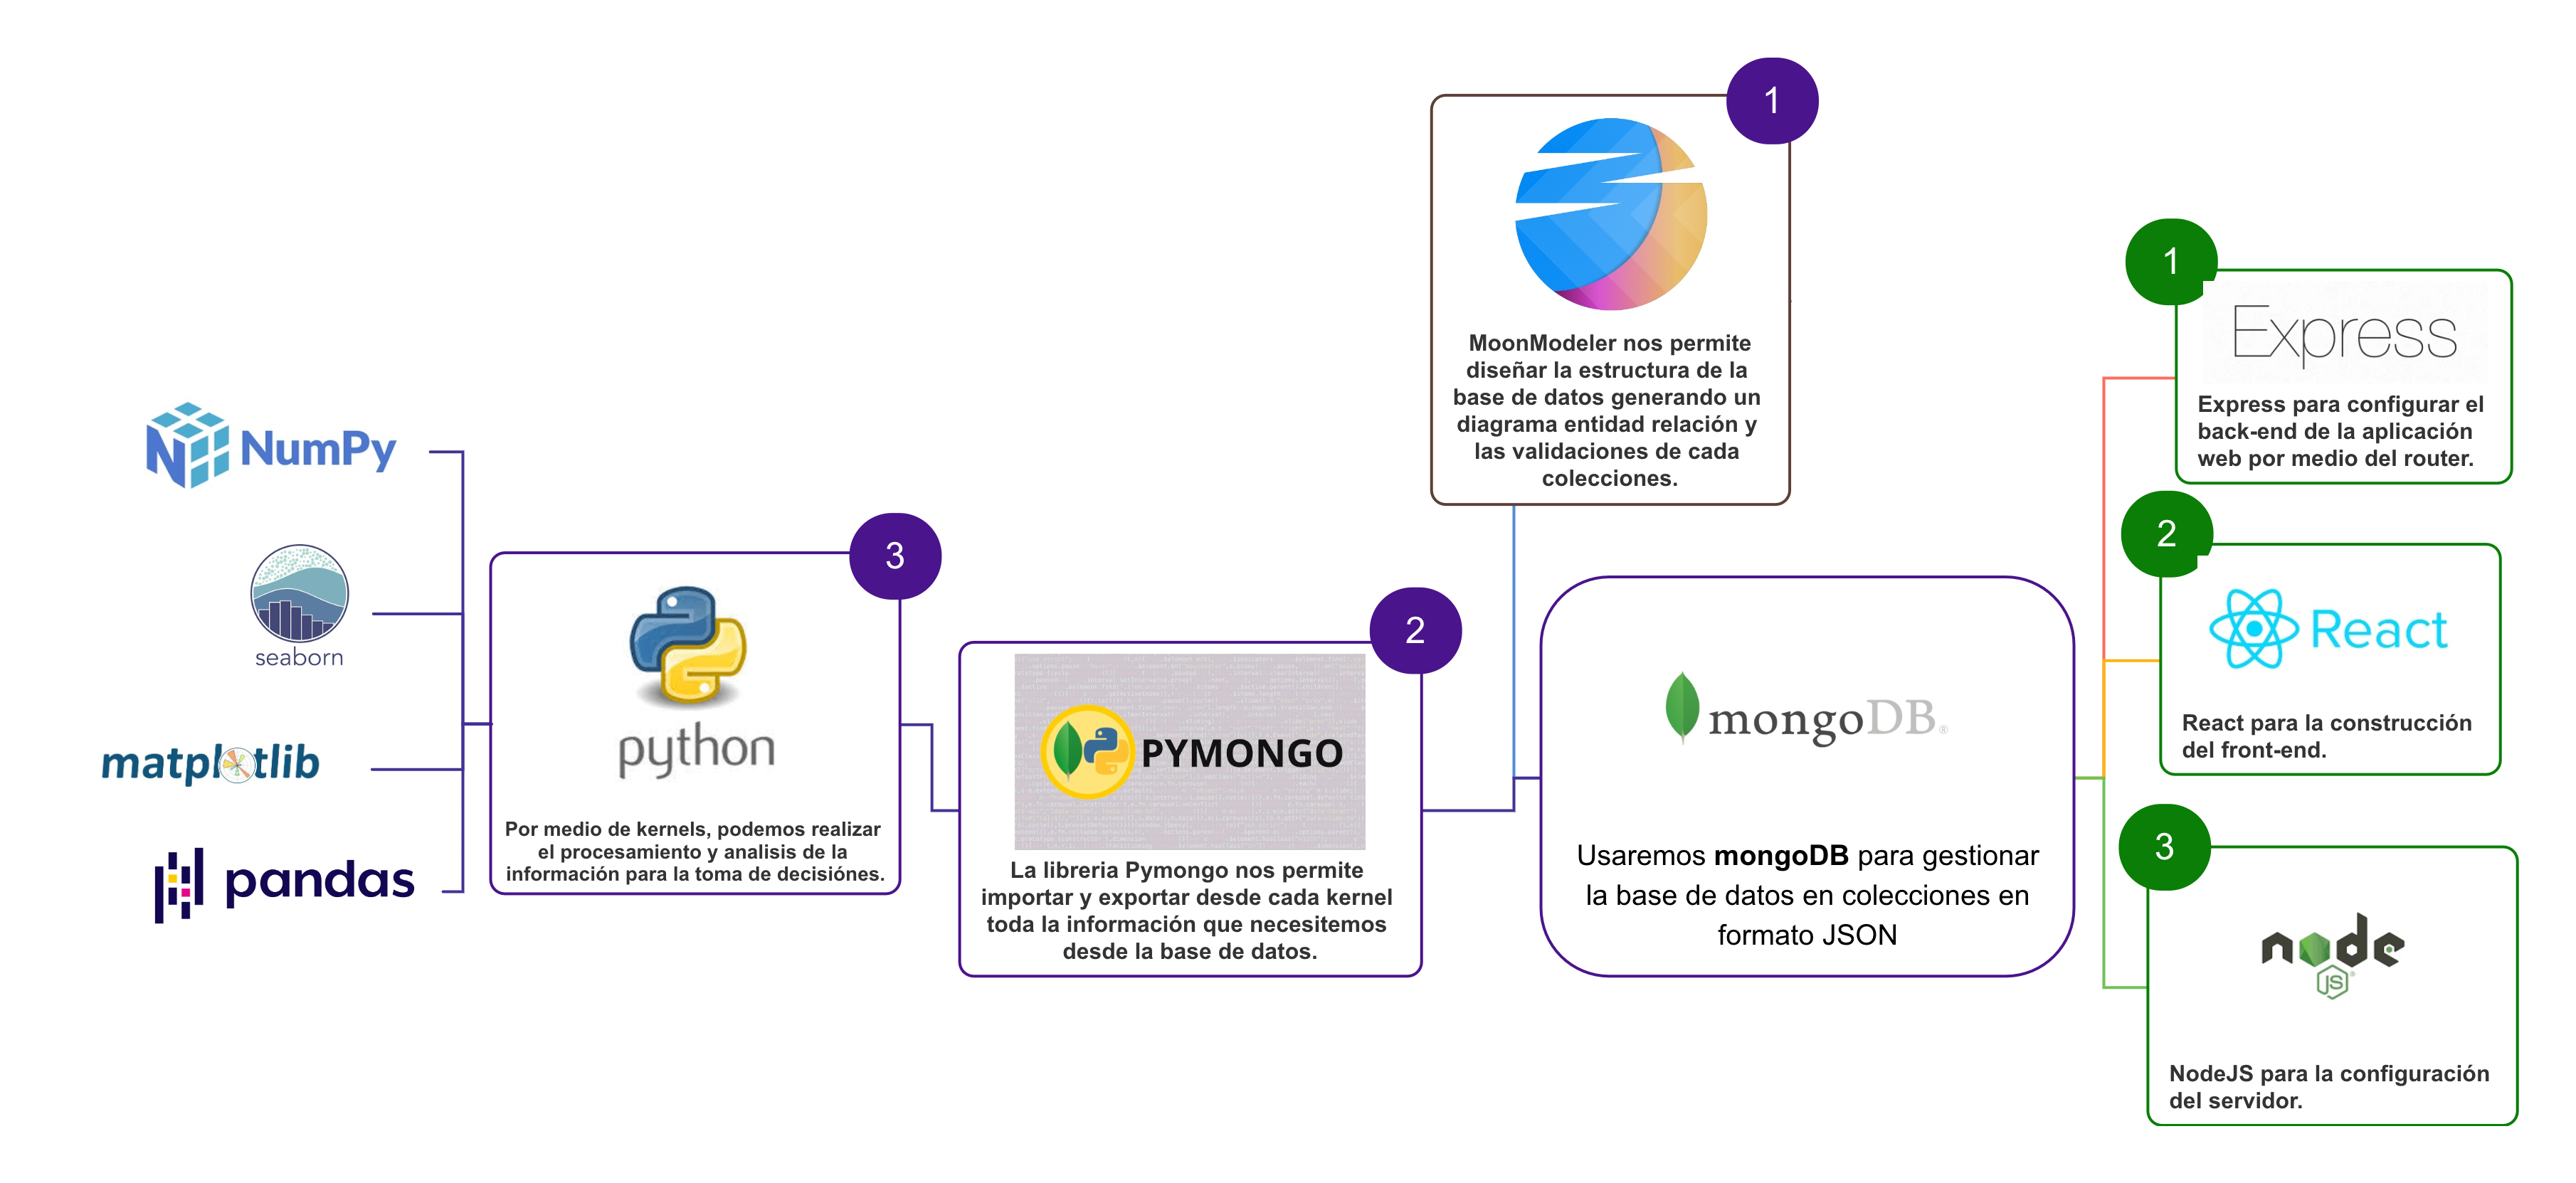 NumPy
seaborn
matplotlib
pandas
3
python
Por medio de kernels, podemos realizar
el procesamiento y analisis de la
información para la toma de decisiónes.
2
PYMONGO
La libreria Pymongo nos permite
importar y exportar desde cada kernel
toda la información que necesitemos
desde la base de datos.
1
MoonModeler nos permite
diseñar la estructura de la
base de datos generando un
diagrama entidad relación y
las validaciones de cada
colecciones.
mongoDB®
Usaremos mongoDB para gestionar
la base de datos en colecciones en
formato JSON
1
Express
Express para configurar el
back-end de la aplicación
web por medio del router.
2
React
React para la construcción
del front-end.
3
node
JS
NodeJS para la configuración
del servidor.